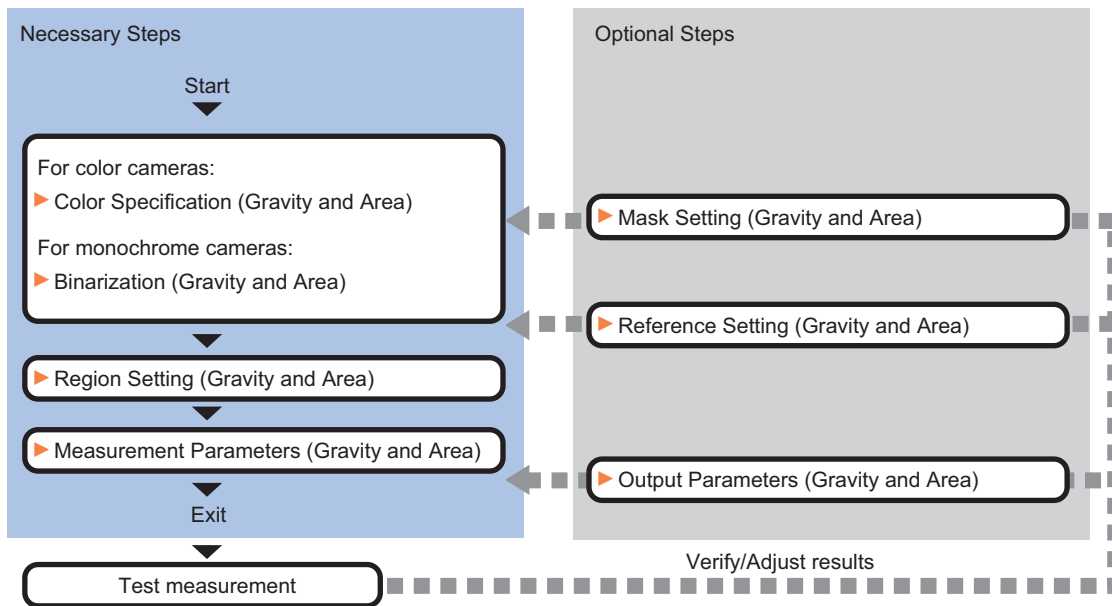 Necessary Steps
Start
For color cameras:
Color Specification (Gravity and Area)
For monochrome cameras:
Binarization (Gravity and Area)
Region Setting (Gravity and Area)
Measurement Parameters (Gravity and Area)
Exit
Test measurement
Optional Steps
Mask Setting (Gravity and Area)
Reference Setting (Gravity and Area)
Output Parameters (Gravity and Area)
Verify/Adjust results